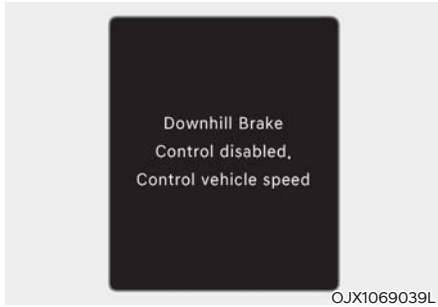 Downhill Brake
Control disabled.
Control vehicle speed
OJX1069039L